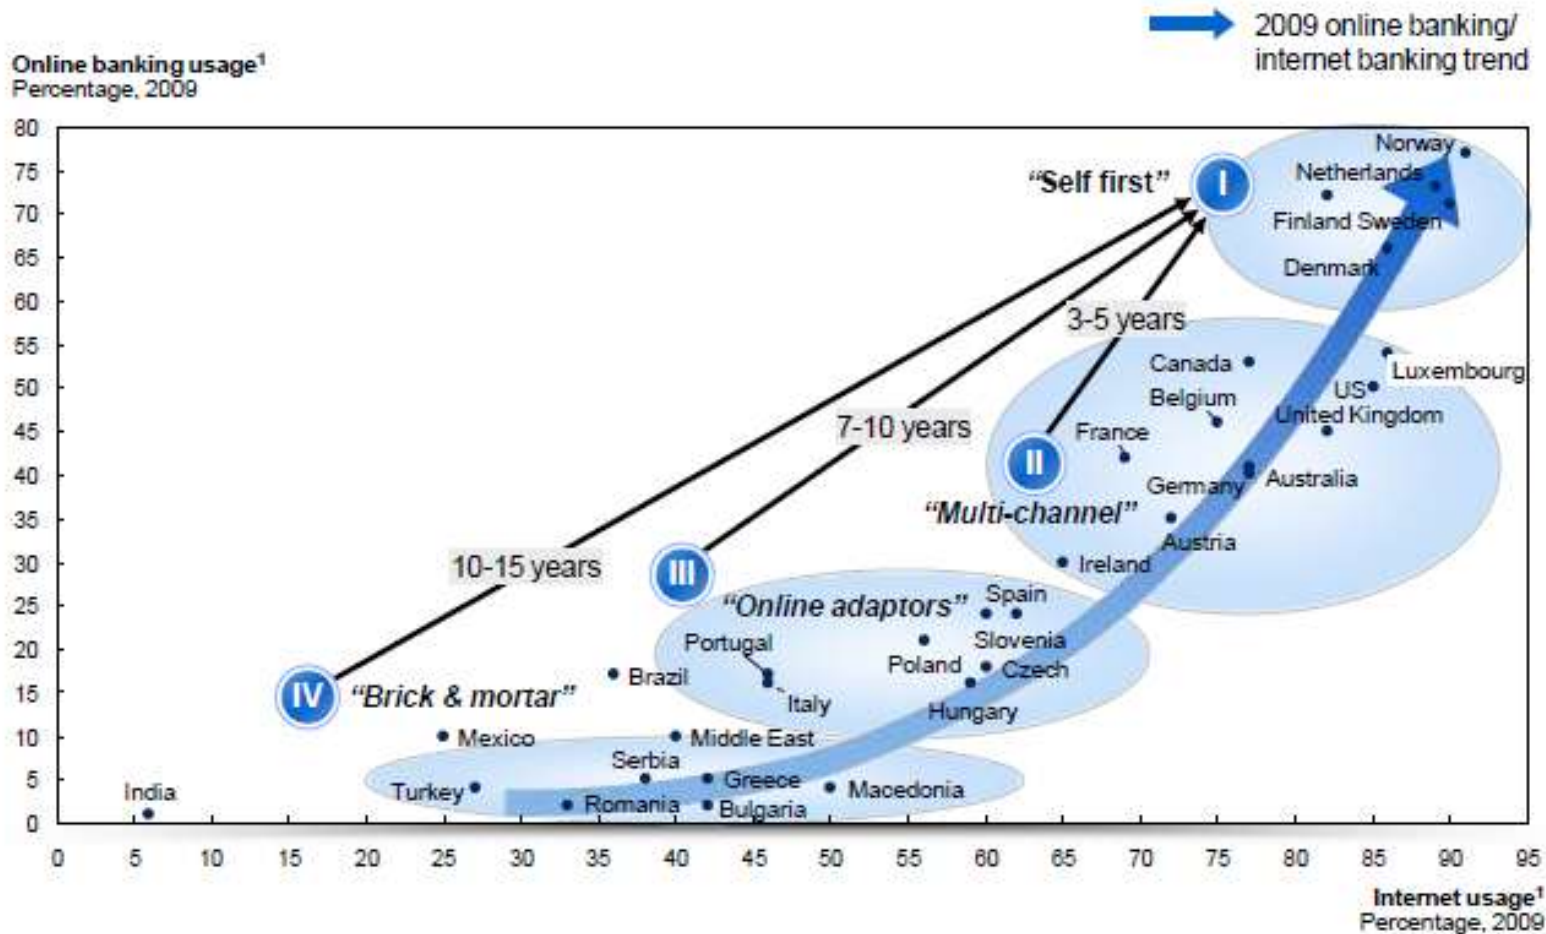 2009 online banking/
internet banking trend
Online banking usage¹
Percentage, 2009
80
75
70
65
60
55
50
45
40
35
30
25
20
15
10
5
0
Norway
"Self first"
I
Netherlands
Finland Sweden
Denmark
3-5 years
Canada
Luxembourg
US
Belgium
United Kingdom
7-10 years
France
II
Germany
Australia
"Multi-channel"
Austria
10-15 years
Ireland
III
"Online adaptors"
Spain
Portugal
Slovenia
Poland
Czech
Brazil
IV
"Brick & mortar"
Italy
Hungary
Mexico
Middle East
Serbia
Greece
India
Turkey
Romania
Bulgaria
Macedonia
0 5 10 15 20 25 30 35 40 45 50 55 60 65 70 75 80 85 90 95
Internet usage¹
Percentage, 2009